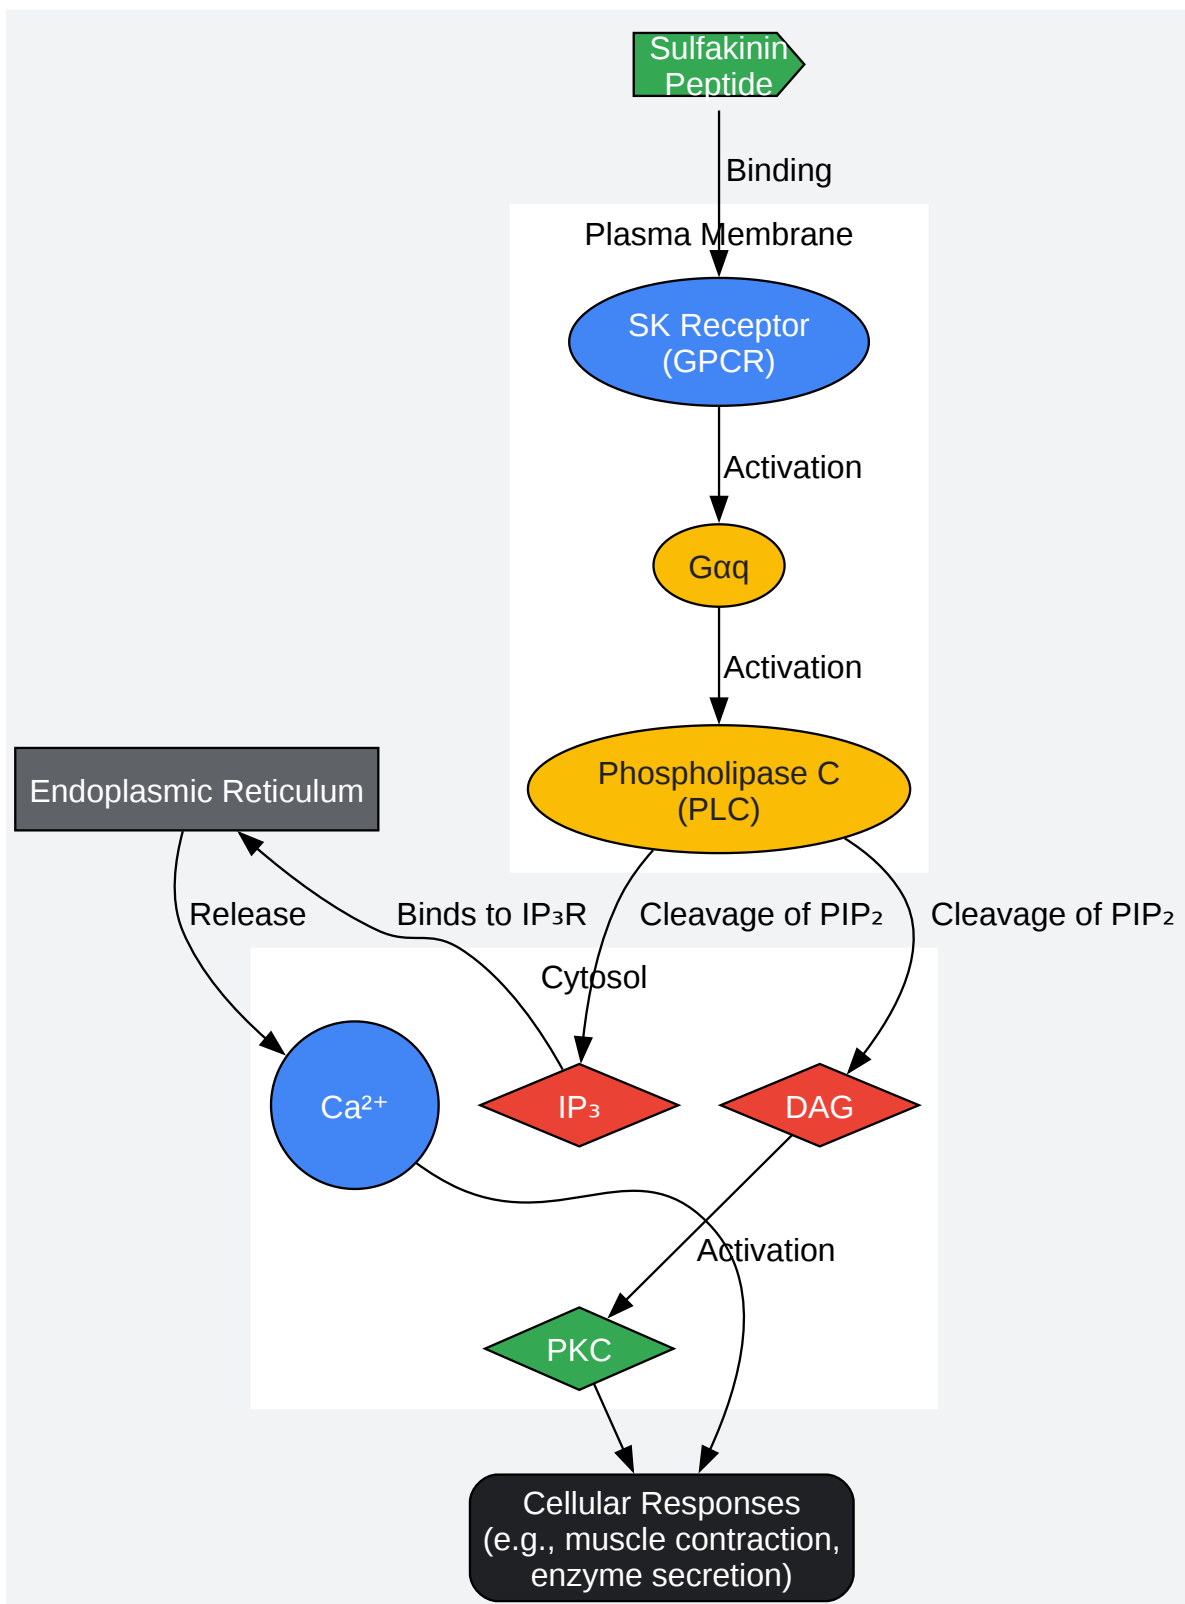 Sulfakinin
Peptide
Binding
Plasma Membrane
SK Receptor
(GPCR)
Activation
Gαq
Activation
Phospholipase C
(PLC)
Endoplasmic Reticulum
Release
Binds to IP₃R
Cleavage of PIP₂
Cleavage of PIP₂
Cytosol
Ca²⁺
IP₃
DAG
Activation
PKC
Cellular Responses
(e.g., muscle contraction,
enzyme secretion)